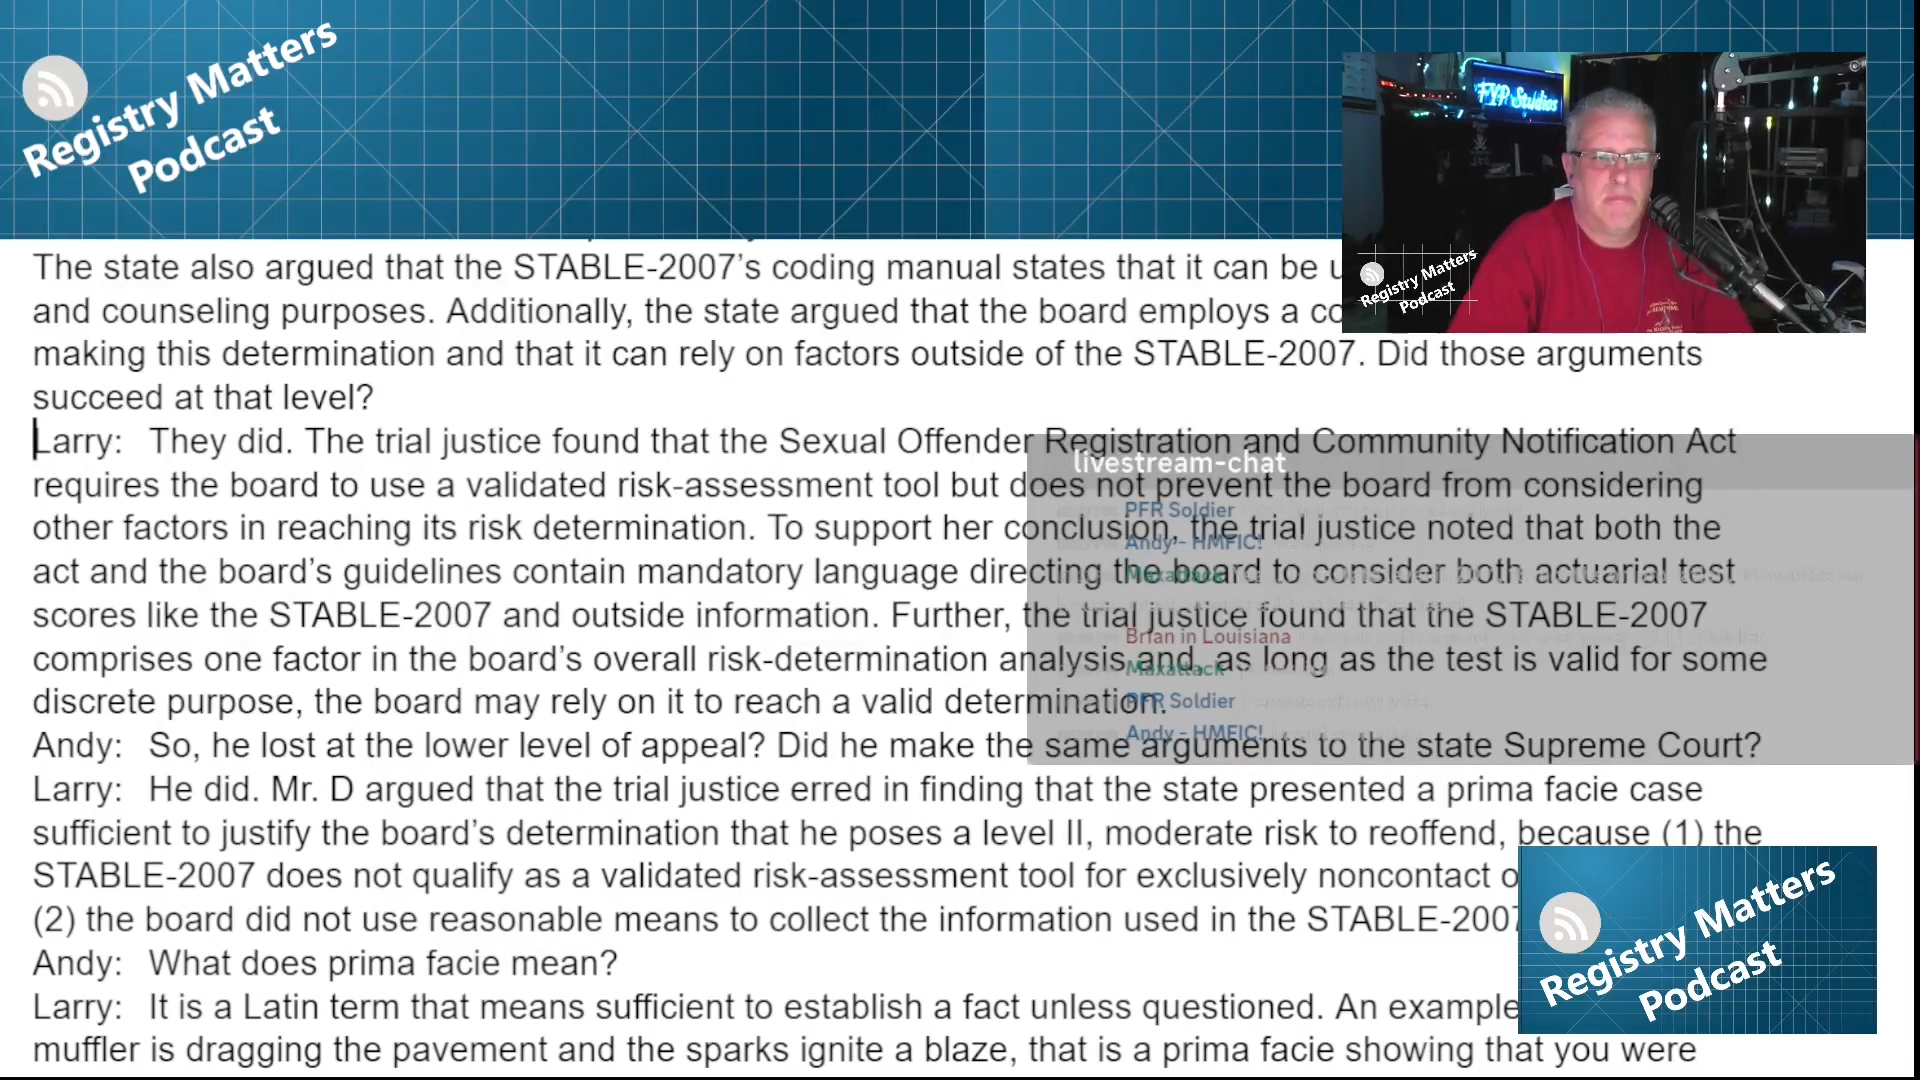 Registry Matters
Podcast
FYP Studios
Registry Matters
Podcast
The state also argued that the STABLE-2007’s coding manual states that it can be
and counseling purposes. Additionally, the state argued that the board employs a
making this determination and that it can rely on factors outside of the STABLE-2007. Did those arguments
succeed at that level?
Larry: They did. The trial justice found that the Sexual Offender Registration and Community Notification Act
livestream-chat
requires the board to use a validated risk-assessment tool but does not prevent the board from considering
PFR Soldier
other factors in reaching its risk determination. To support her conclusion, the trial justice noted that both the
Andy - HMFIC!
act and the board’s guidelines contain mandatory language directing the board to consider both actuarial test
Maxattack
scores like the STABLE-2007 and outside information. Further, the trial justice found that the STABLE-2007
Brian in Louisiana
comprises one factor in the board’s overall risk-determination analysis and, as long as the test is valid for some
Maxattack
discrete purpose, the board may rely on it to reach a valid determination.
PFR Soldier
Andy - HMFIC!
Andy: So, he lost at the lower level of appeal? Did he make the same arguments to the state Supreme Court?
Larry: He did. Mr. D argued that the trial justice erred in finding that the state presented a prima facie case
sufficient to justify the board’s determination that he poses a level II, moderate risk to reoffend, because (1) the
STABLE-2007 does not qualify as a validated risk-assessment tool for exclusively noncontact
(2) the board did not use reasonable means to collect the information used in the STABLE-2007
Andy: What does prima facie mean?
Larry: It is a Latin term that means sufficient to establish a fact unless questioned. An example
muffler is dragging the pavement and the sparks ignite a blaze, that is a prima facie showing that you were
Registry Matters
Podcast